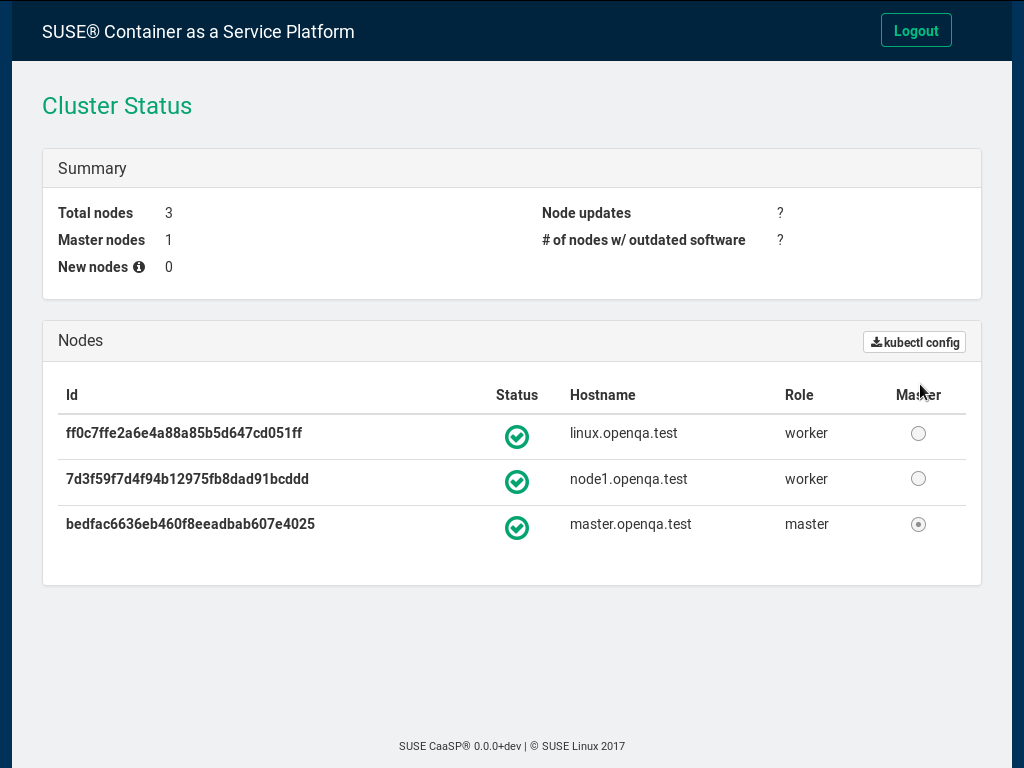 SUSE® Container as a Service Platform
Logout
Cluster Status
Summary
Total nodes 3
Node updates ?
Master nodes 1
# of nodes w/ outdated software ?
New nodes 0
Nodes
kubectl config
Id Status Hostname Role Master
ff0c7ffe2a6e4a88a85b5d647cd051ff linux.openqa.test worker
7d3f59f7d4f94b12975fb8dad91bcddd node1.openqa.test worker
bedfac6636eb460f8eeadbab607e4025 master.openqa.test master
SUSE CaaSP® 0.0.0+dev | © SUSE Linux 2017